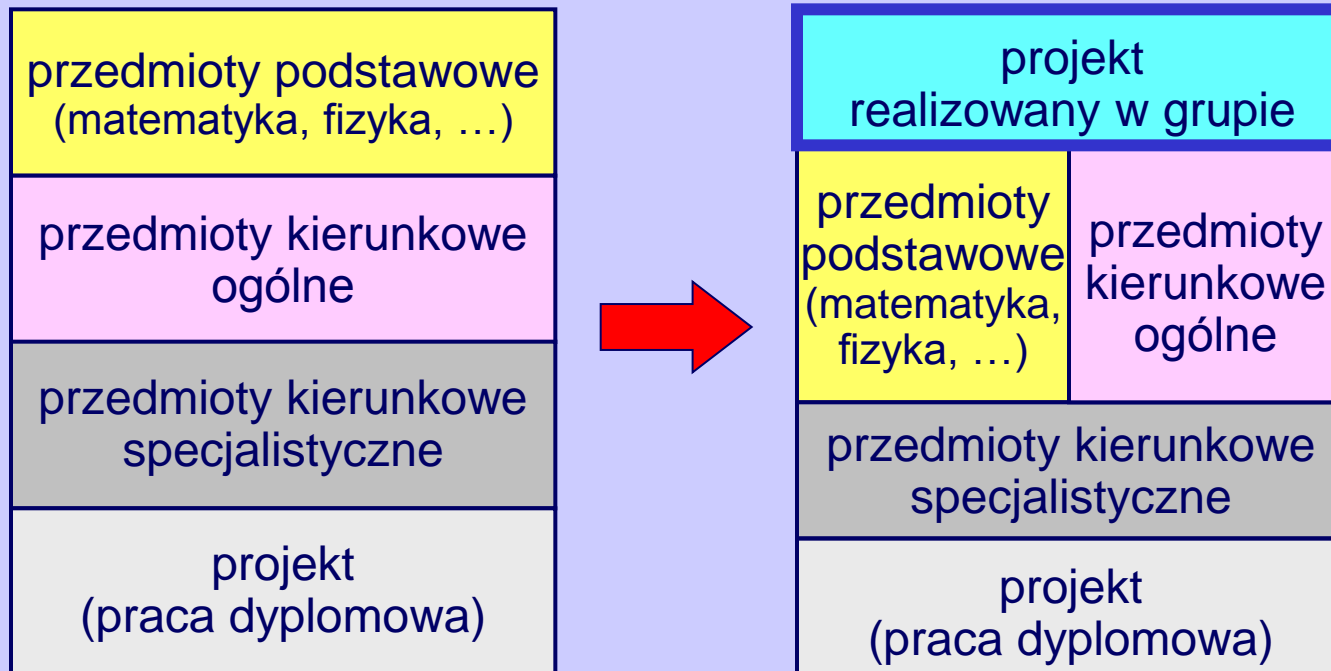 przedmioty podstawowe
(matematyka, fizyka, …)
przedmioty kierunkowe
ogólne
przedmioty kierunkowe
specjalistyczne
projekt
(praca dyplomowa)
projekt
realizowany w grupie
przedmioty
podstawowe
(matematyka,
fizyka, …)
przedmioty
kierunkowe
ogólne
przedmioty kierunkowe
specjalistyczne
projekt
(praca dyplomowa)